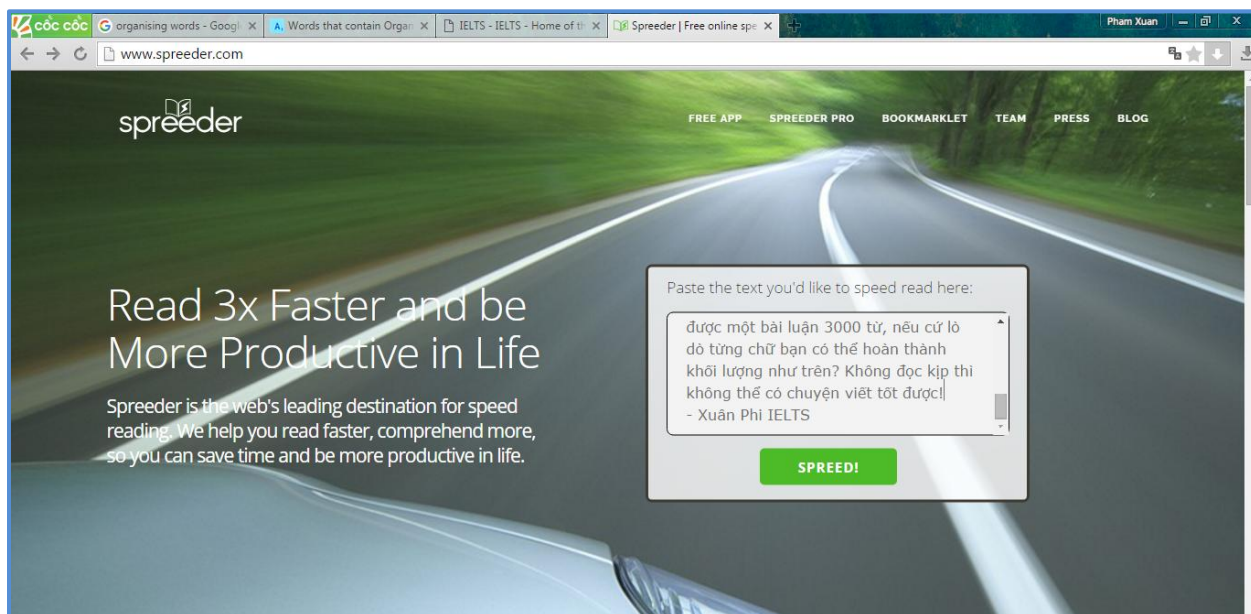 cốc cốc
organising words - Googl
Words that contain Organ
IELTS - IELTS - Home of th
Spreeder | Free online spe
Pham Xuan
www.spreeder.com
spreeder
FREE APP SPREEDER PRO BOOKMARKLET TEAM PRESS BLOG
Read 3x Faster and be
More Productive in Life
Spreeder is the web's leading destination for speed
reading. We help you read faster, comprehend more,
so you can save time and be more productive in life.
Paste the text you'd like to speed read here:
được một bài luận 3000 từ, nếu cứ lò
dò từng chữ bạn có thể hoàn thành
khối lượng như trên? Không đọc kịp thì
không thể có chuyện viết tốt được!
- Xuân Phi IELTS
SPREED!